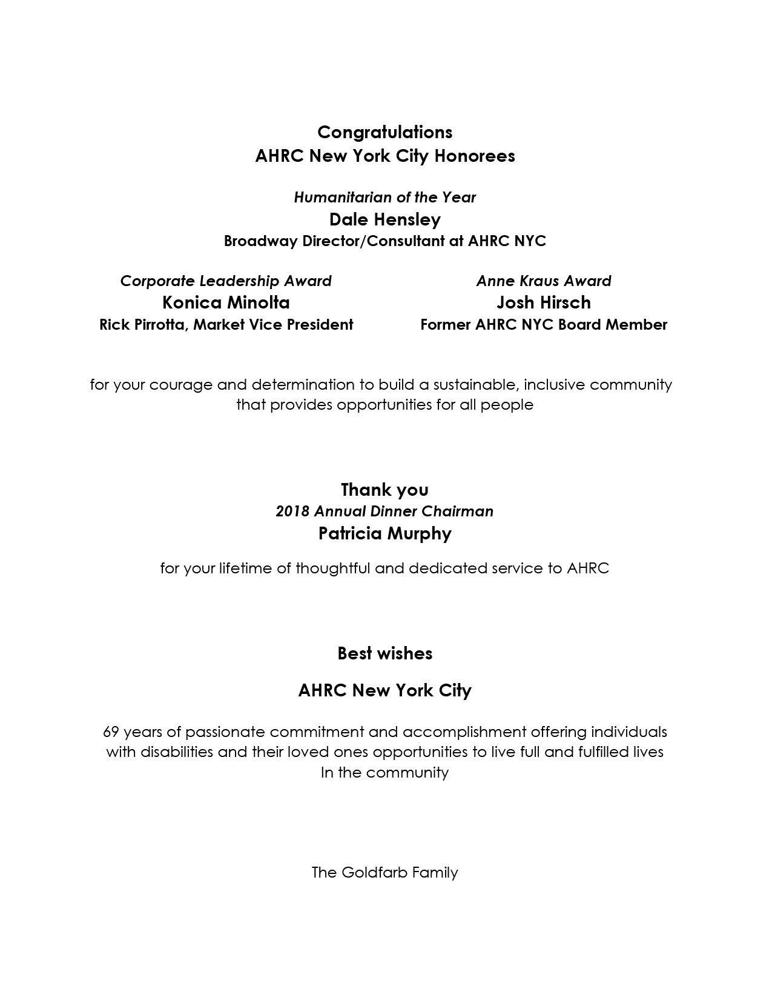 Congratulations
AHRC New York City Honorees
Humanitarian of the Year
Dale Hensley
Broadway Director/Consultant at AHRC NYC
Corporate Leadership Award
Konica Minolta
Rick Pirrotta, Market Vice President
Anne Kraus Award
Josh Hirsch
Former AHRC NYC Board Member
for your courage and determination to build a sustainable, inclusive community
that provides opportunities for all people
Thank you
2018 Annual Dinner Chairman
Patricia Murphy
for your lifetime of thoughtful and dedicated service to AHRC
Best wishes
AHRC New York City
69 years of passionate commitment and accomplishment offering individuals
with disabilities and their loved ones opportunities to live full and fulfilled lives
In the community
The Goldfarb Family